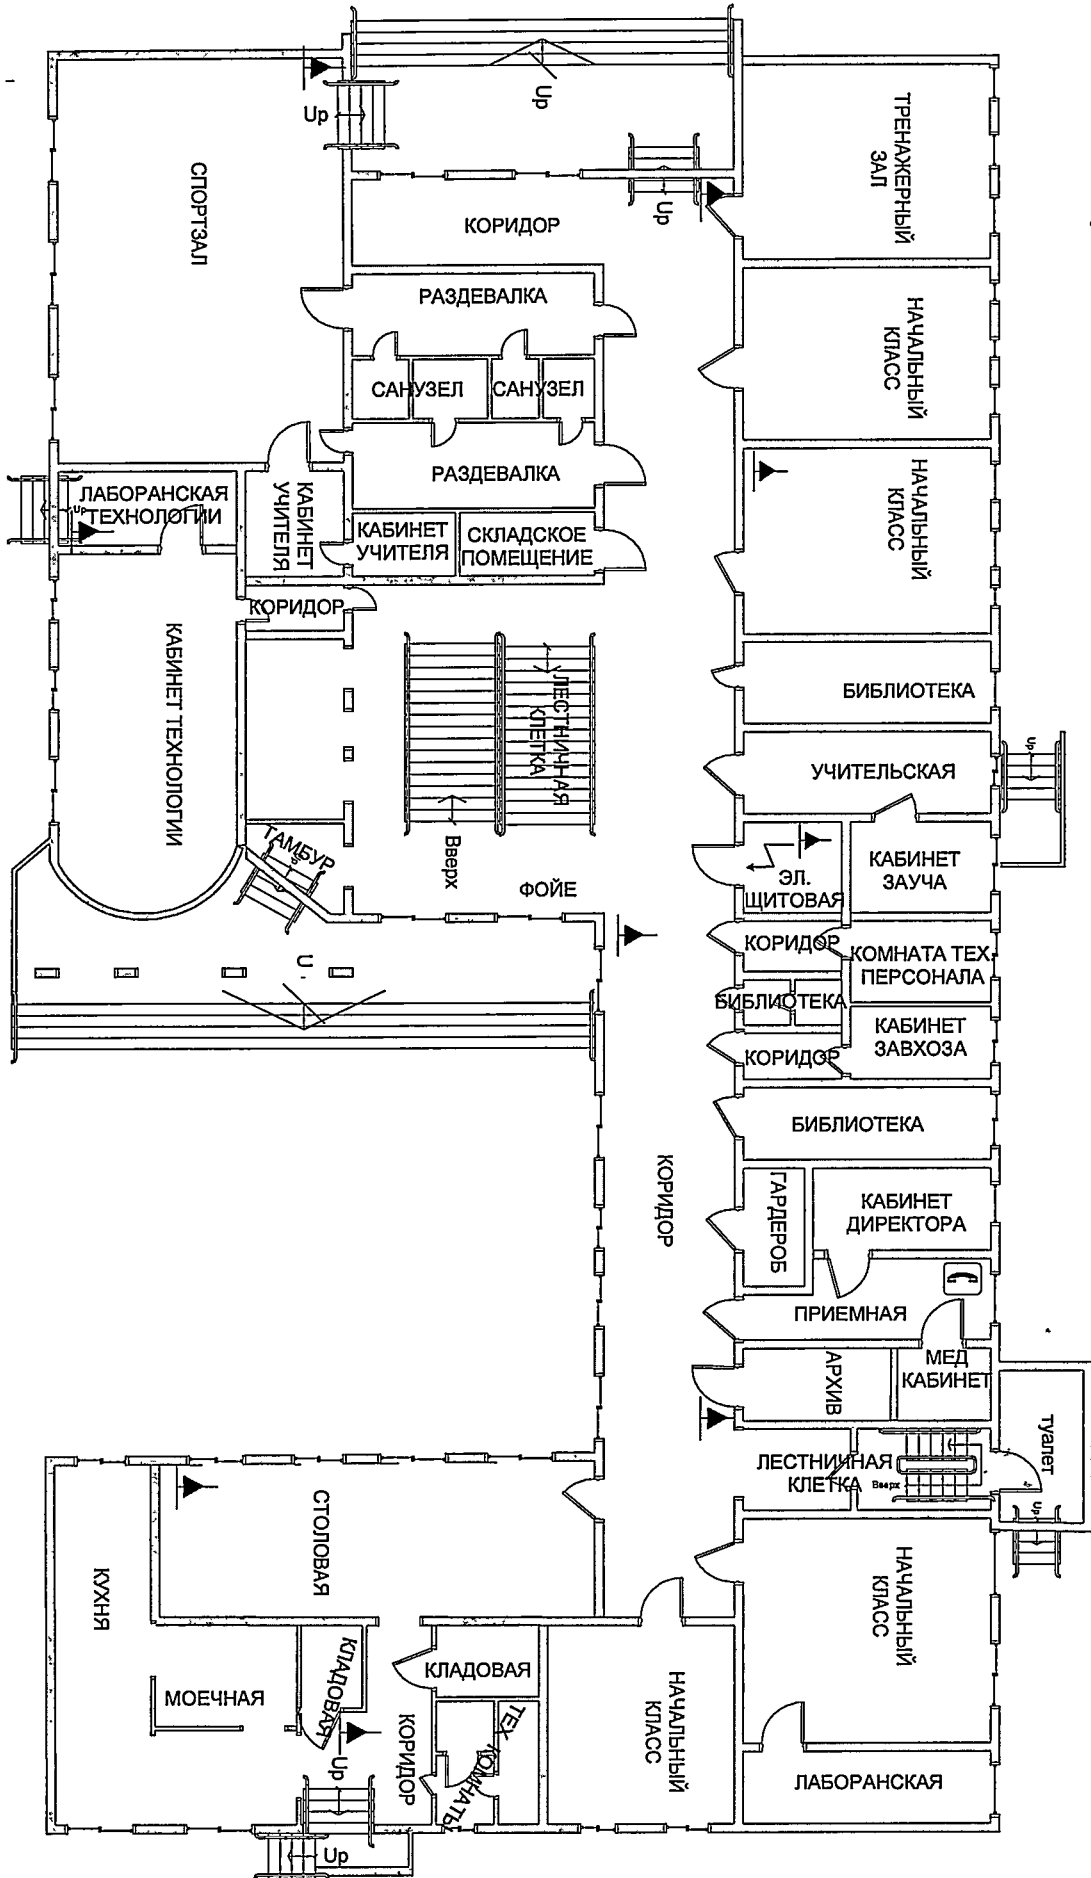 Up
Up
ТРЕНАЖЕРНЫЙ
ЗАЛ
СПОРТЗАЛ
Up
КОРИДОР
РАЗДЕВАЛКА
НАЧАЛЬНЫЙ
КЛАСС
САНУЗЕЛ
САНУЗЕЛ
РАЗДЕВАЛКА
НАЧАЛЬНЫЙ
КЛАСС
ЛАБОРАНСКАЯ
ТЕХНОЛОГИИ
Up
КАБИНЕТ
УЧИТЕЛЯ
КАБИНЕТ
УЧИТЕЛЯ
СКЛАДСКОЕ
ПОМЕЩЕНИЕ
КОРИДОР
КАБИНЕТ ТЕХНОЛОГИИ
ЛЕСТНИЧНАЯ
КЛЕТКА
БИБЛИОТЕКА
Up
УЧИТЕЛЬСКАЯ
ТАМБУР
Вверх
ФОЙЕ
ЭЛ.
ЩИТОВАЯ
КАБИНЕТ
ЗАУЧА
КОРИДОР
КОМНАТА ТЕХ.
ПЕРСОНАЛА
U
БИБЛИОТЕКА
КАБИНЕТ
ЗАВХОЗА
КОРИДОР
БИБЛИОТЕКА
КОРИДОР
ГАРДЕРОБ
КАБИНЕТ
ДИРЕКТОРА
ПРИЕМНАЯ
АРХИВ
МЕД
КАБИНЕТ
туалет
ЛЕСТНИЧНАЯ
КЛЕТКА
Вверх
Up
СТОЛОВАЯ
КУХНЯ
НАЧАЛЬНЫЙ
КЛАСС
КЛАДОВАЯ
КЛАДОВАЯ
МОЕЧНАЯ
НАЧАЛЬНЫЙ
КЛАСС
КОРИДОР
ТЕХ КОМНАТЫ
Up
ЛАБОРАНСКАЯ
Up